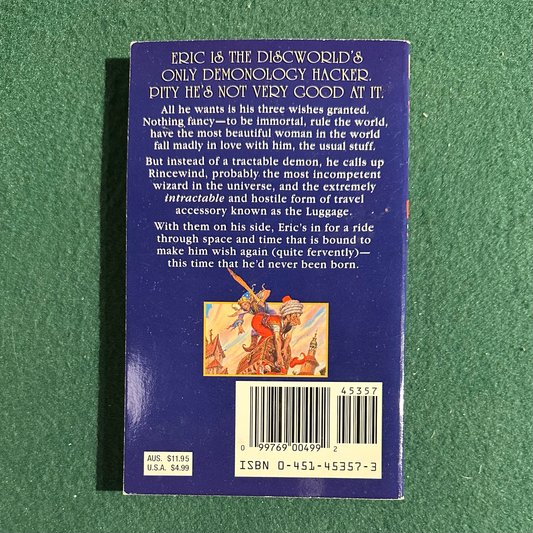 ERIC IS THE DISCWORLD'S
ONLY DEMONOLOGY HACKER.
PITY HE'S NOT VERY GOOD AT IT.
All he wants is his three wishes granted.
Nothing fancy—to be immortal, rule the world,
have the most beautiful woman in the world
fall madly in love with him, the usual stuff.
But instead of a tractable demon, he calls up
Rincewind, probably the most incompetent
wizard in the universe, and the extremely
intractable and hostile form of travel
accessory known as the Luggage.
With them on his side, Eric's in for a ride
through space and time that is bound to
make him wish again (quite fervently)—
this time that he'd never been born.
45357
0 99769 00499 2
AUS. $11.95
U.S.A. $4.99
ISBN 0-451-45357-3